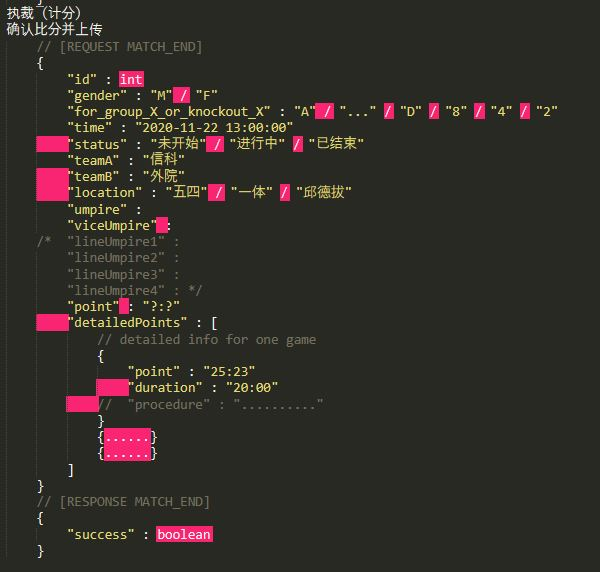 }
执裁（计分）
确认比分并上传
// [REQUEST MATCH_END]
{
"id" : int
"gender" : "M" / "F"
"for_group_X_or_knockout_X" : "A" / "..." / "D" / "8" / "4" / "2"
"time" : "2020-11-22 13:00:00"
"status" : "未开始" / "进行中" / "已结束"
"teamA" : "信科"
"teamB" : "外院"
"location" : "五四" / "一体" / "邱德拔"
"umpire" :
"viceUmpire" :
/* "lineUmpire1" :
"lineUmpire2" :
"lineUmpire3" :
"lineUmpire4" : */
"point" : "?:?"
"detailedPoints" : [
// detailed info for one game
{
"point" : "25:23"
"duration" : "20:00"
// "procedure" : ".........."
}
{......}
{......}
]
}
// [RESPONSE MATCH_END]
{
"success" : boolean
}